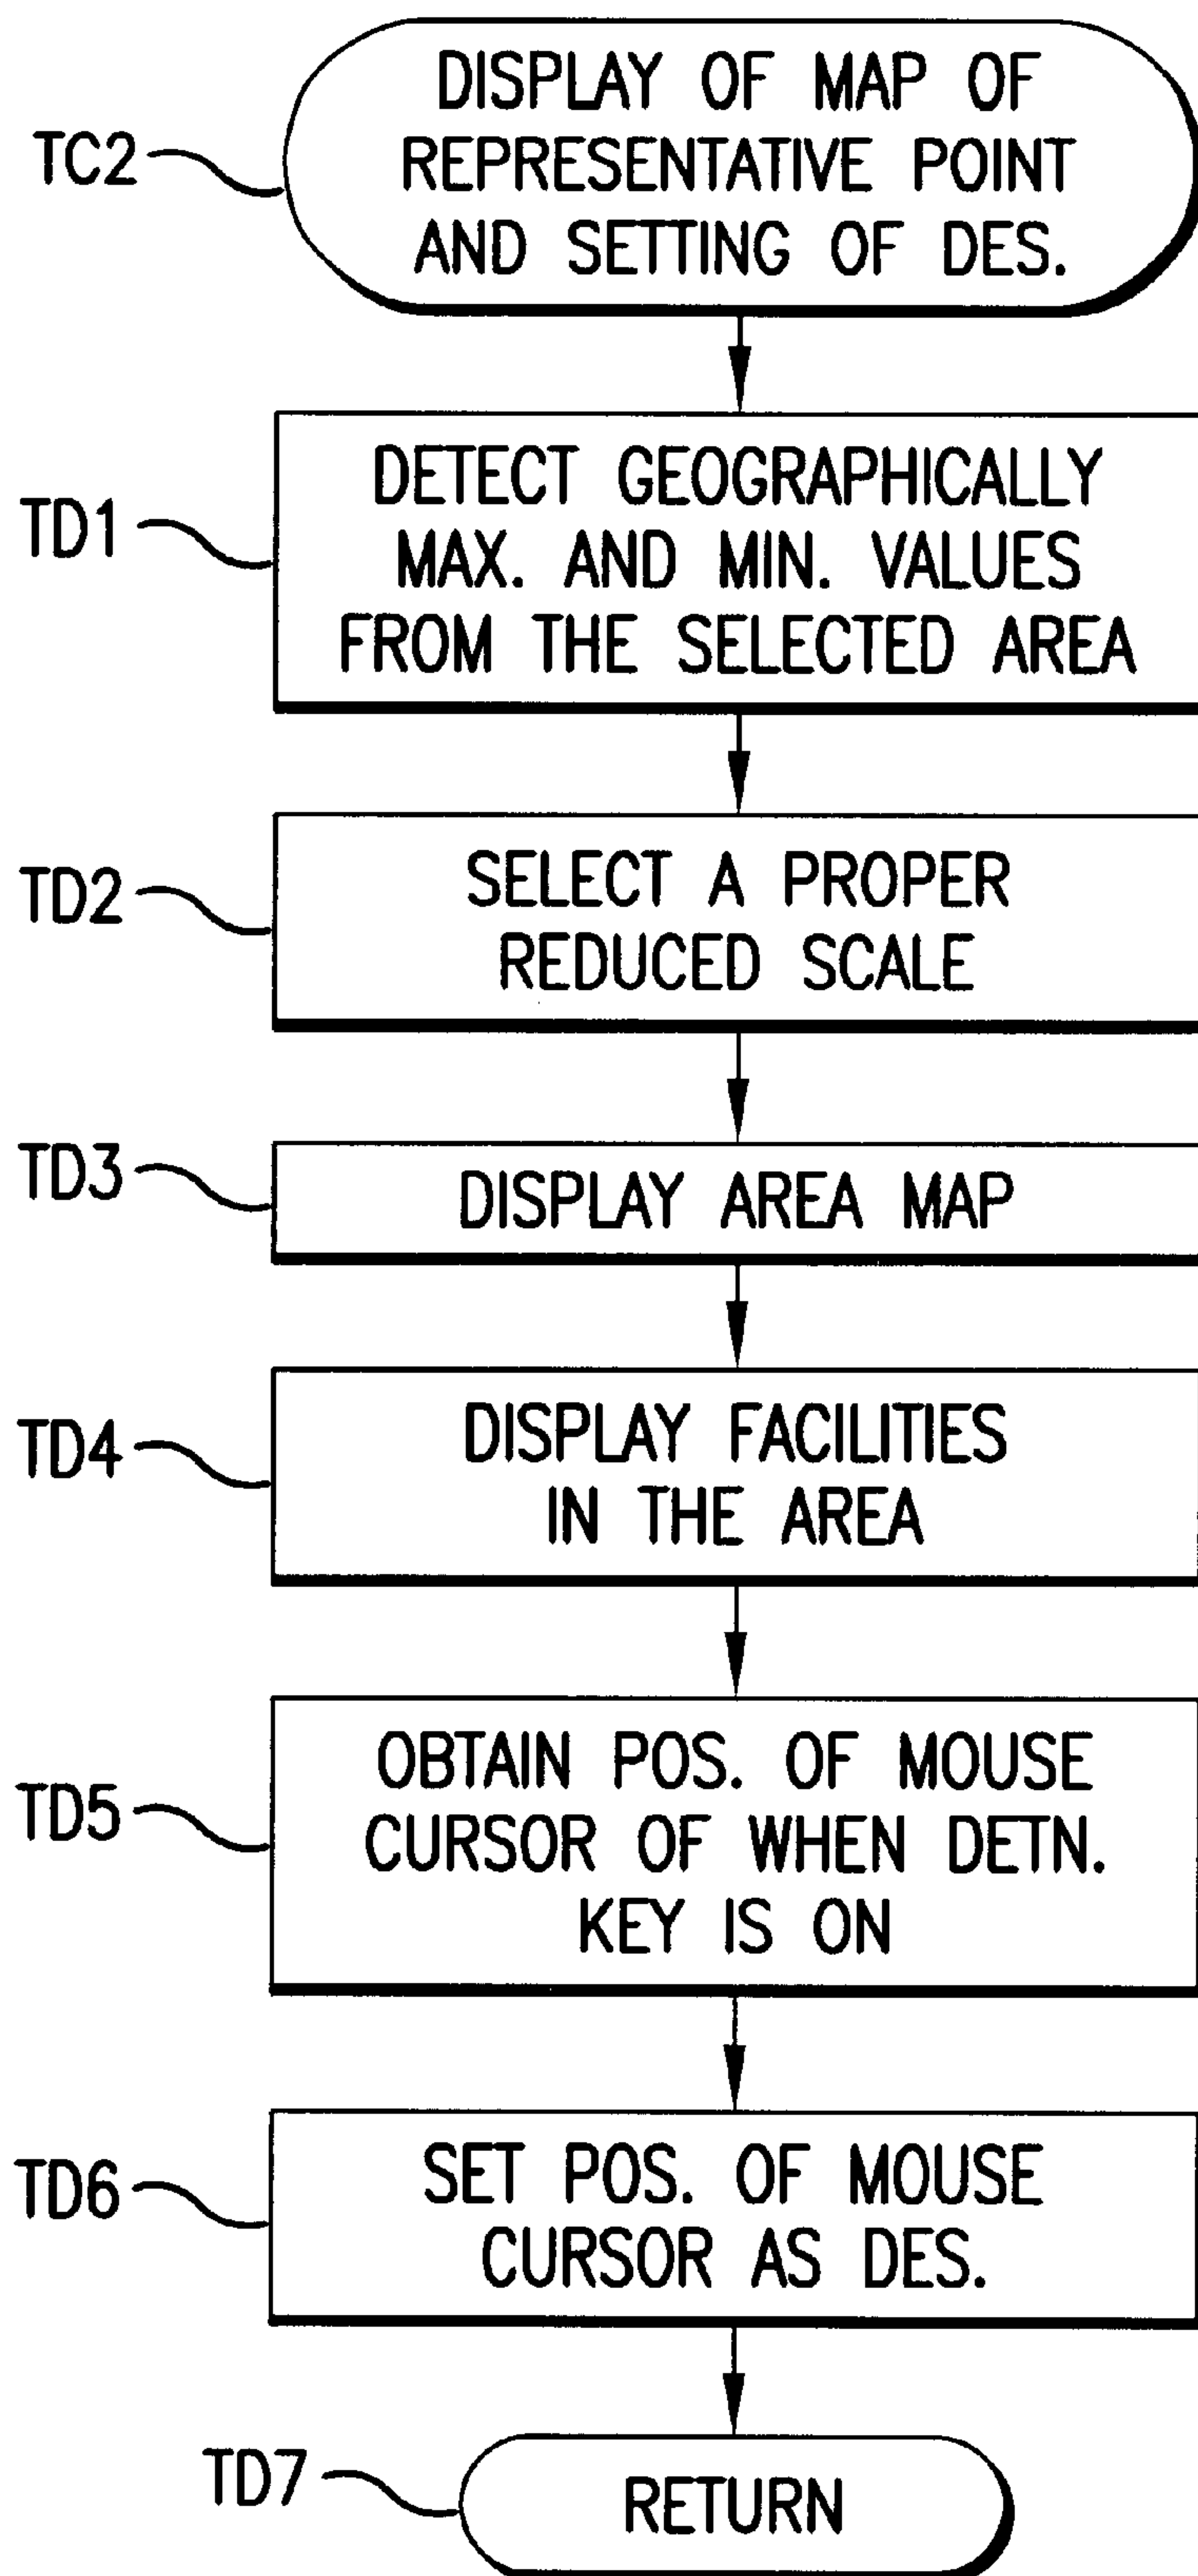 DISPLAY OF MAP OF
TC2
REPRESENTATIVE POINT
AND SETTING OF DES.
DETECT GEOGRAPHICALLY
TD1
MAX. AND MIN. VALUES
FROM THE SELECTED AREA
TD2
SELECT A PROPER
REDUCED SCALE
TD3
DISPLAY AREA MAP
TD4
DISPLAY FACILITIES
IN THE AREA
OBTAIN POS. OF MOUSE
TD5
CURSOR OF WHEN DETN.
KEY IS ON
TD6
SET POS. OF MOUSE
CURSOR AS DES.
TD7
RETURN